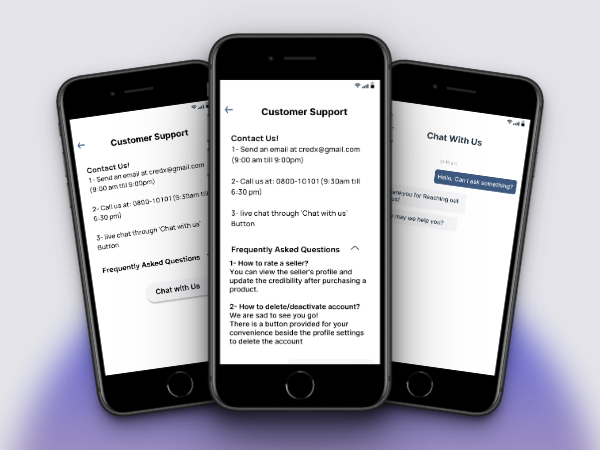 Customer Support
Contact Us!
1- Send an email at credx@gmail.com
(9:00 am till 9:00pm)
2- Call us at: 0800-10101 (9:30am till
6:30 pm)
3- live chat through 'Chat with us'
Button
Frequently Asked Questions
Chat with Us
Customer Support
Contact Us!
1- Send an email at credx@gmail.com
(9:00 am till 9:00pm)
2- Call us at: 0800-10101 (9:30am till
6:30 pm)
3- live chat through 'Chat with us'
Button
Frequently Asked Questions
1- How to rate a seller?
You can view the seller's profile and
update the credibility after purchasing a
product.
2- How to delete/deactivate account?
We are sad to see you go!
There is a button provided for your
convenience beside the profile settings
to delete the account
Chat With Us
Hello, Can I ask something?
for Reaching out
us!
may we help you?